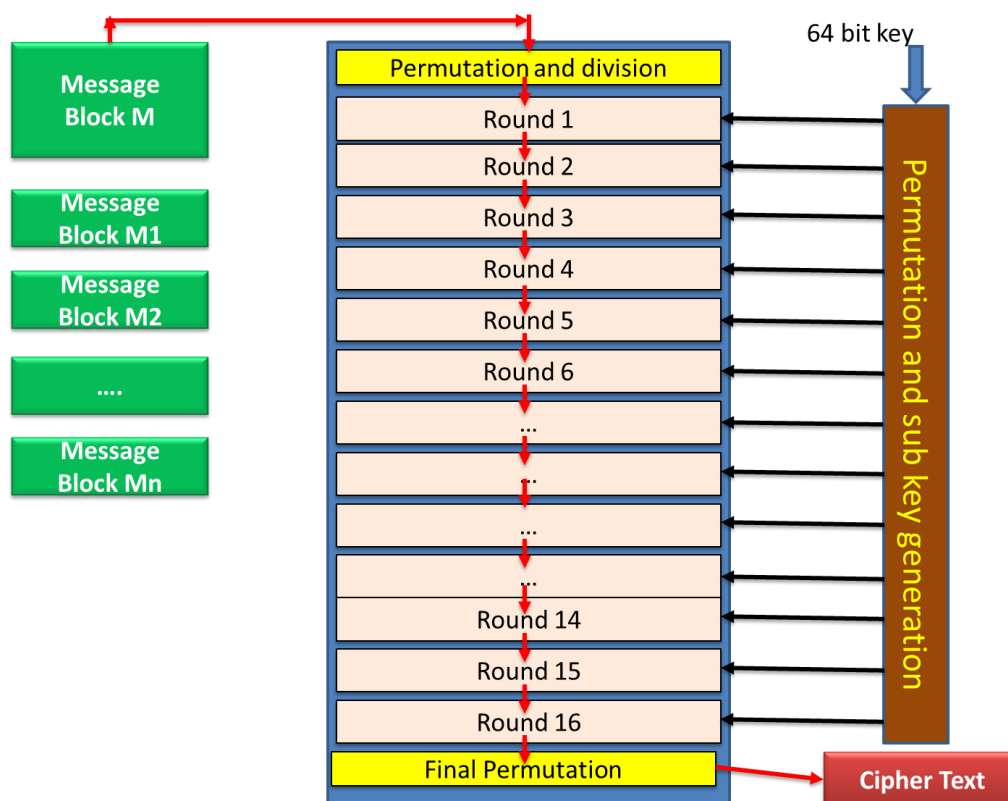 Message
Block M
Message
Block M1
Message
Block M2
....
Message
Block Mn
Permutation and division
Round 1
Round 2
Round 3
Round 4
Round 5
Round 6
...
...
...
...
Round 14
Round 15
Round 16
Final Permutation
64 bit key
Permutation and sub key generation
Cipher Text